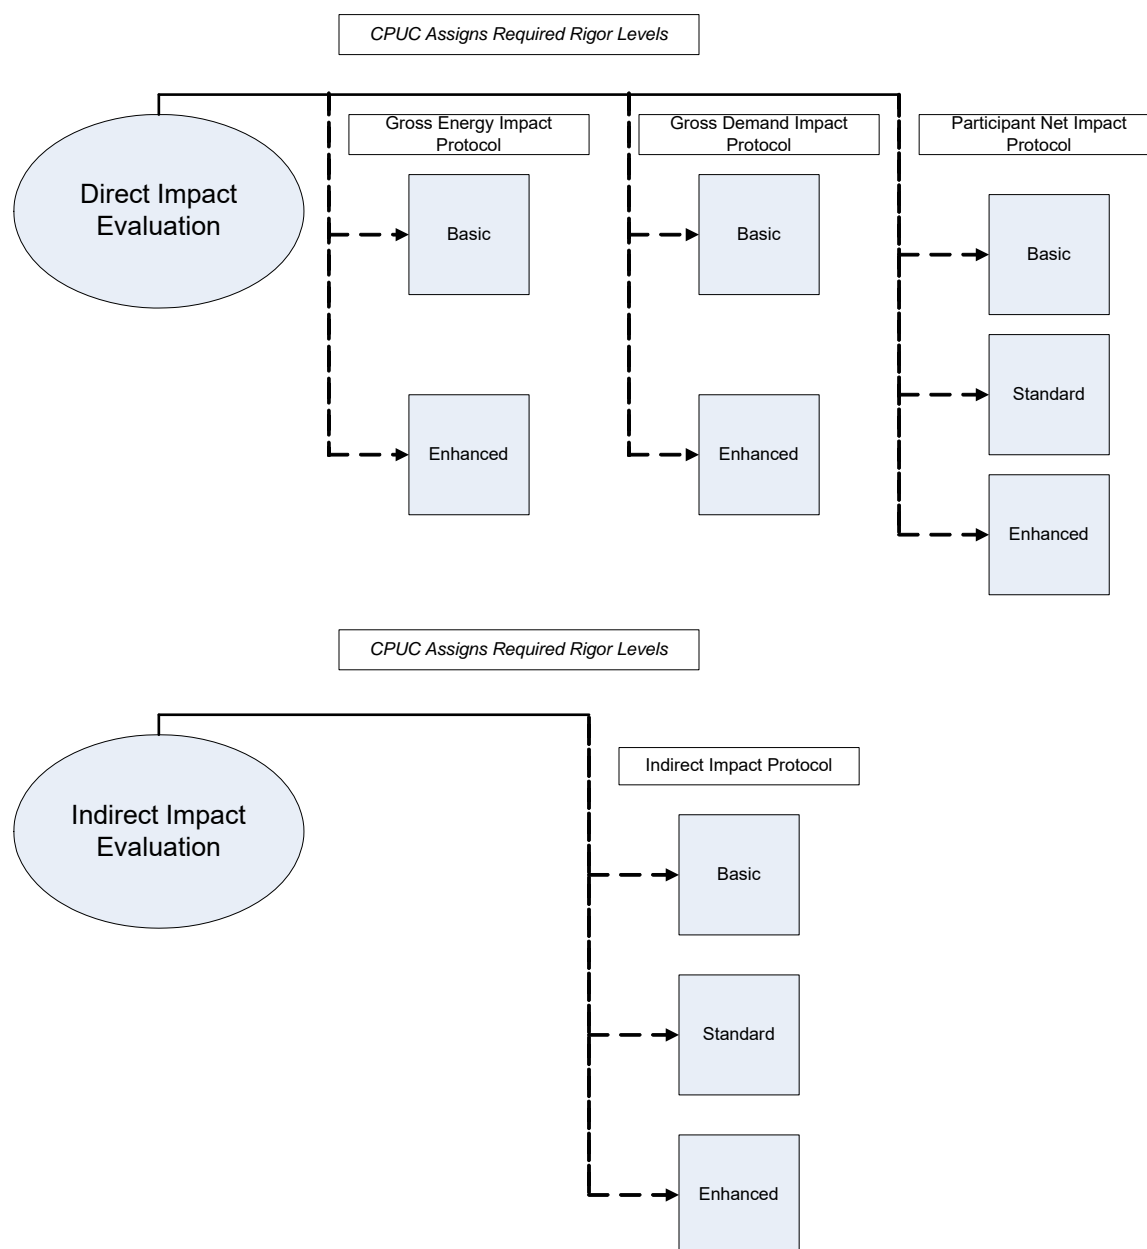 CPUC Assigns Required Rigor Levels
Gross Energy Impact
Protocol
Gross Demand Impact
Protocol
Participant Net Impact
Protocol
Direct Impact
Evaluation
Basic
Basic
Basic
Standard
Enhanced
Enhanced
Enhanced
CPUC Assigns Required Rigor Levels
Indirect Impact Protocol
Indirect Impact
Evaluation
Basic
Standard
Enhanced